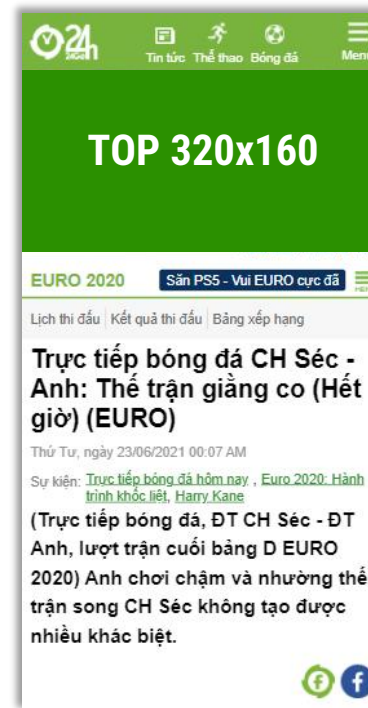 24h
Tin tức Thể thao Bóng đá Menu
TOP 320x160
EURO 2020 Săn PS5 - Vui EURO cực đã
Lịch thi đấu Kết quả thi đấu Bảng xếp hạng
Trực tiếp bóng đá CH Séc -
Anh: Thế trận giằng co (Hết
giờ) (EURO)
Thứ Tư, ngày 23/06/2021 00:07 AM
Sự kiện: Trực tiếp bóng đá hôm nay , Euro 2020: Hành
trình khốc liệt, Harry Kane
(Trực tiếp bóng đá, ĐT CH Séc - ĐT
Anh, lượt trận cuối bảng D EURO
2020) Anh chơi chậm và nhường thế
trận song CH Séc không tạo được
nhiều khác biệt.